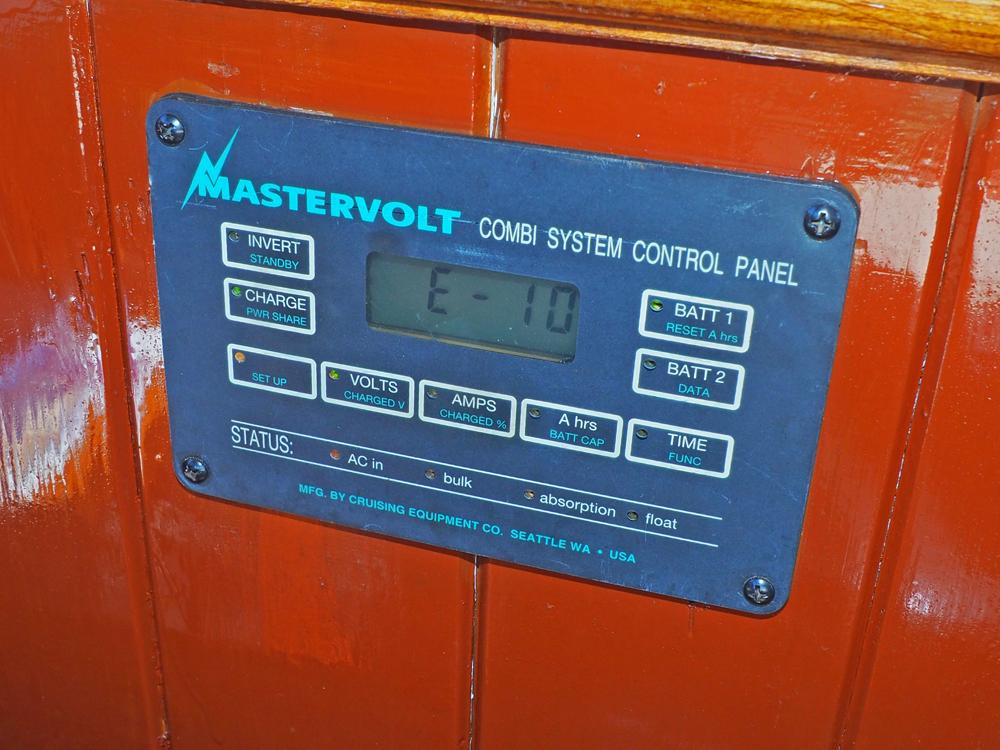 MASTERVOLT COMBI SYSTEM CONTROL PANEL
INVERT
STANDBY
CHARGE
PWR SHARE
E-10
BATT 1
RESET A hrs
BATT 2
DATA
SET UP
VOLTS
CHARGED V
AMPS
CHARGED %
A hrs
BATT CAP
TIME
FUNC
STATUS:
AC in
bulk
absorption
float
MFG. BY CRUISING EQUIPMENT CO. SEATTLE WA • USA